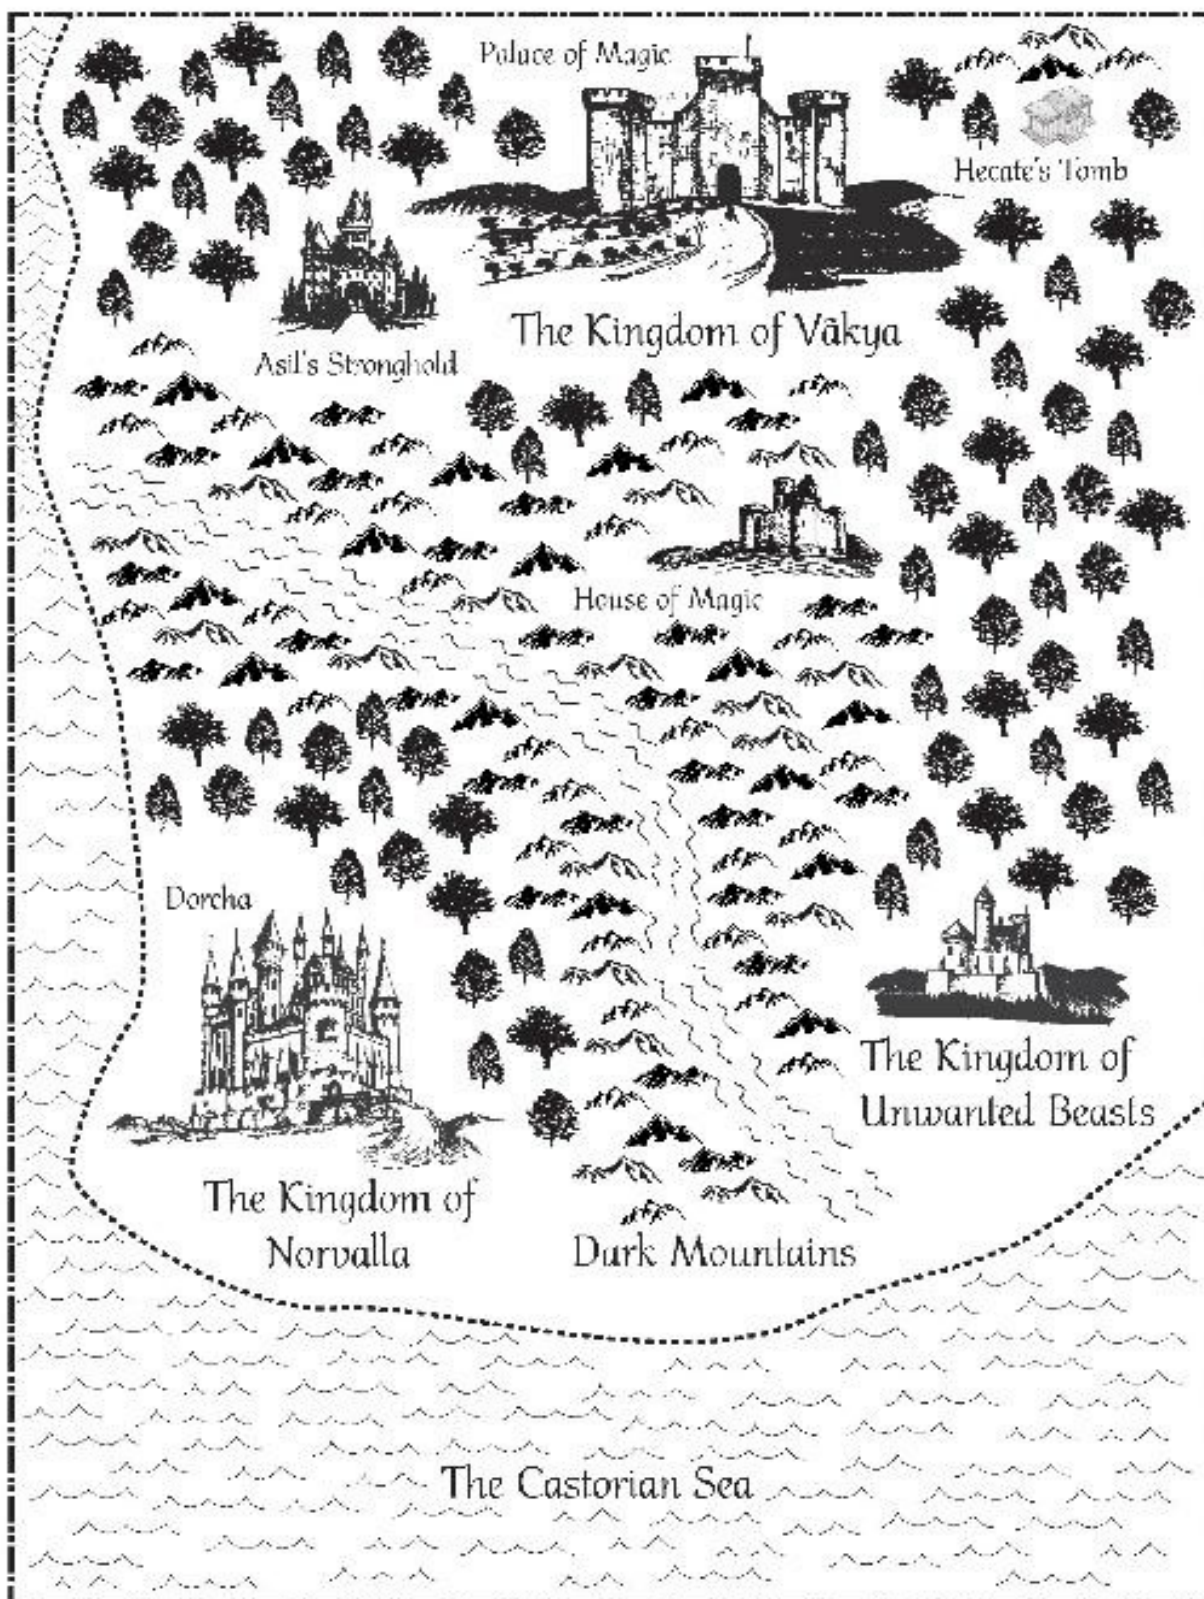 Palace of Magic
Hecate's Tomb
The Kingdom of Vākya
Asil's Stronghold
House of Magic
Dorcha
The Kingdom of
Unwanted Beasts
The Kingdom of
Norvalla
Dark Mountains
The Castorian Sea